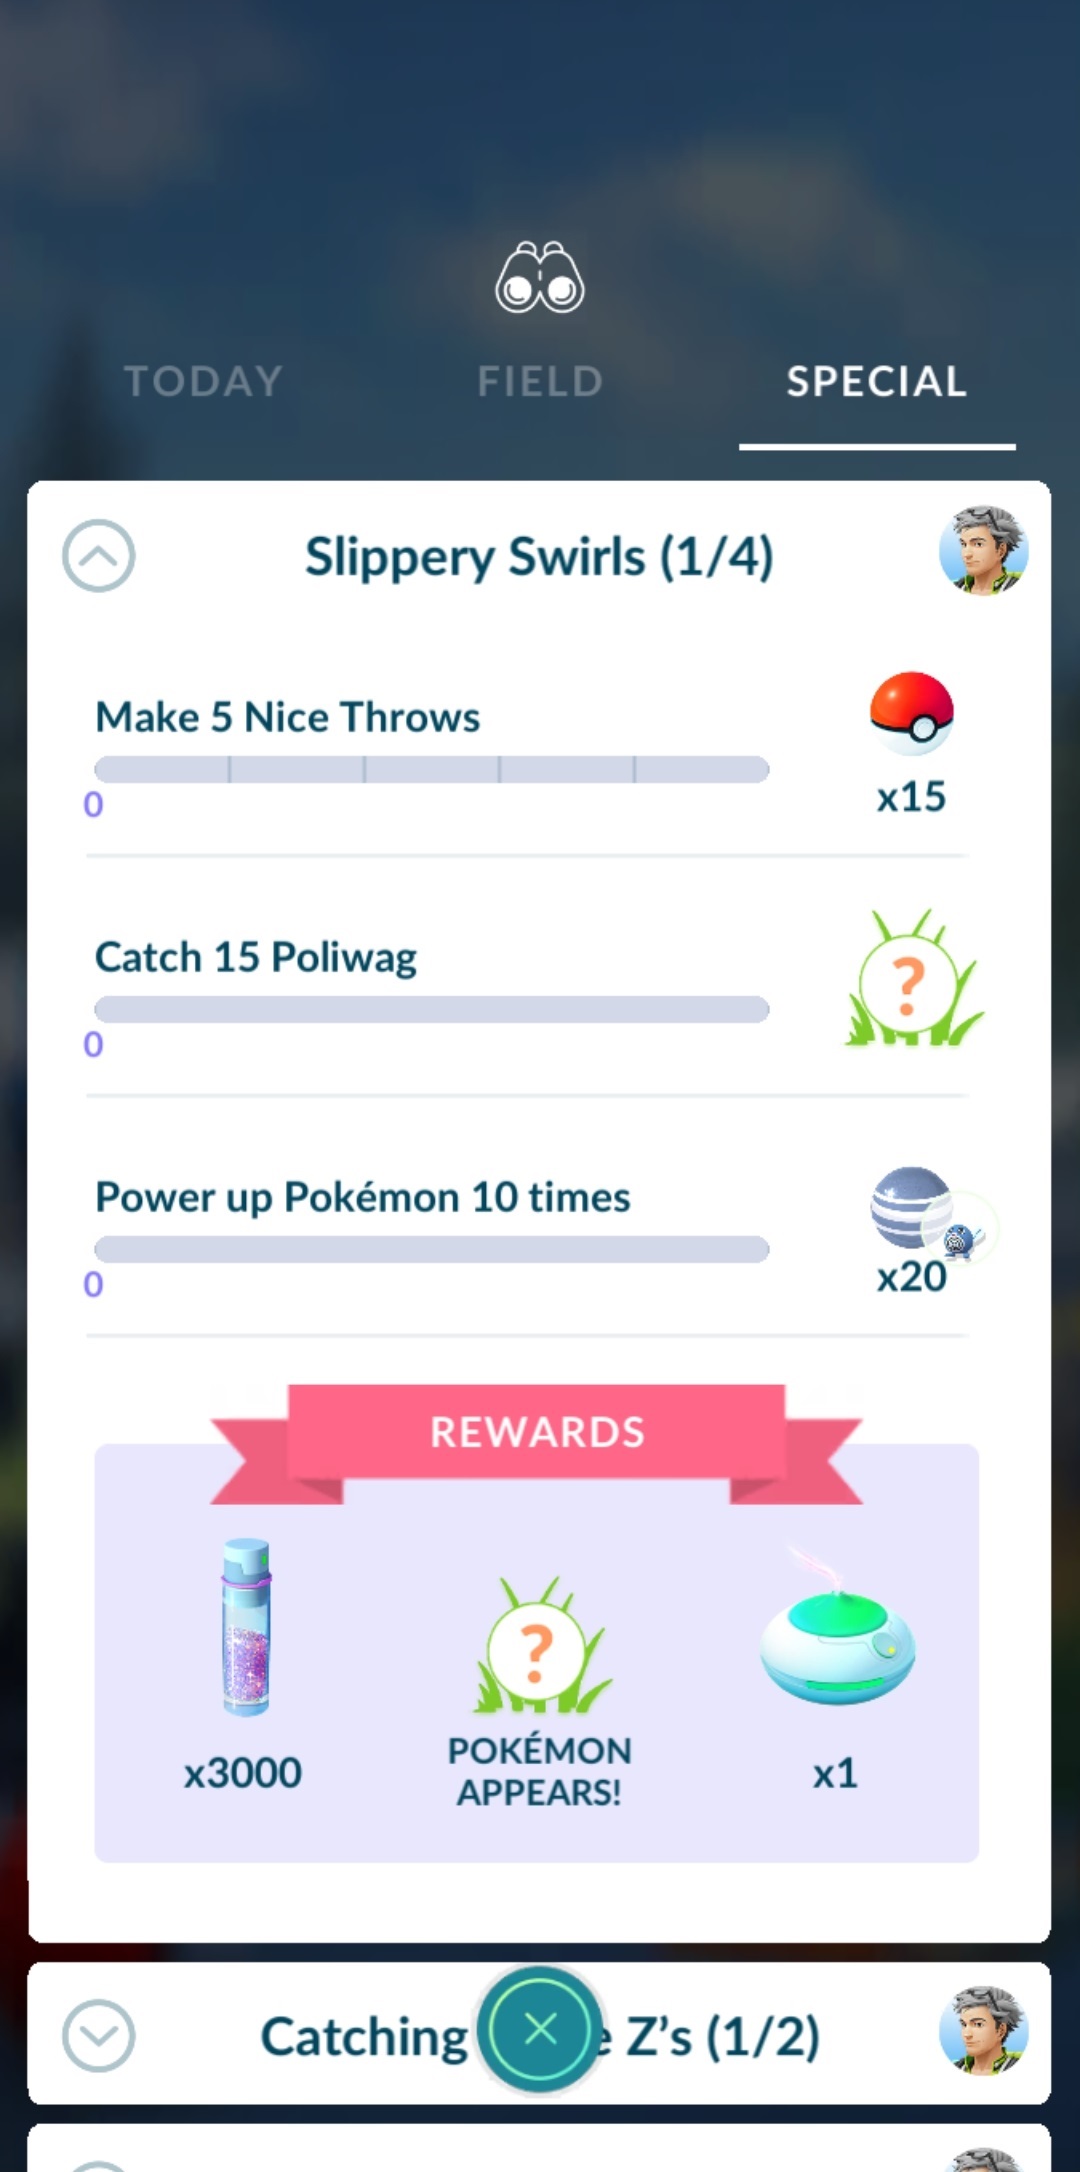 TODAY FIELD SPECIAL
Slippery Swirls (1/4)
Make 5 Nice Throws
0
x15
Catch 15 Poliwag
0
?
Power up Pokémon 10 times
0
x20
REWARDS
?
x3000
POKÉMON
APPEARS!
x1
Catching Z's (1/2)